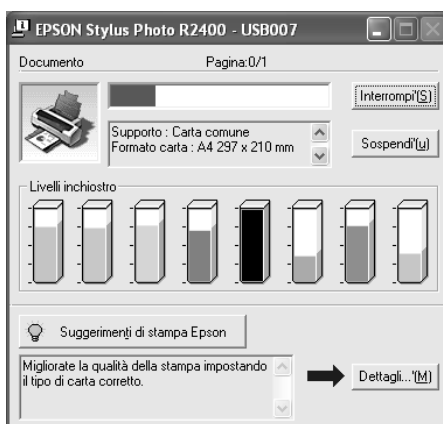 EPSON Stylus Photo R2400 - USB007
Documento Pagina:0/1
Interrompi'(S)
Supporto : Carta comune
Formato carta : A4 297 x 210 mm
Sospendi'(u)
Livelli inchiostro
Suggerimenti di stampa Epson
Migliorate la qualità della stampa impostando
il tipo di carta corretto.
Dettagli...'(M)